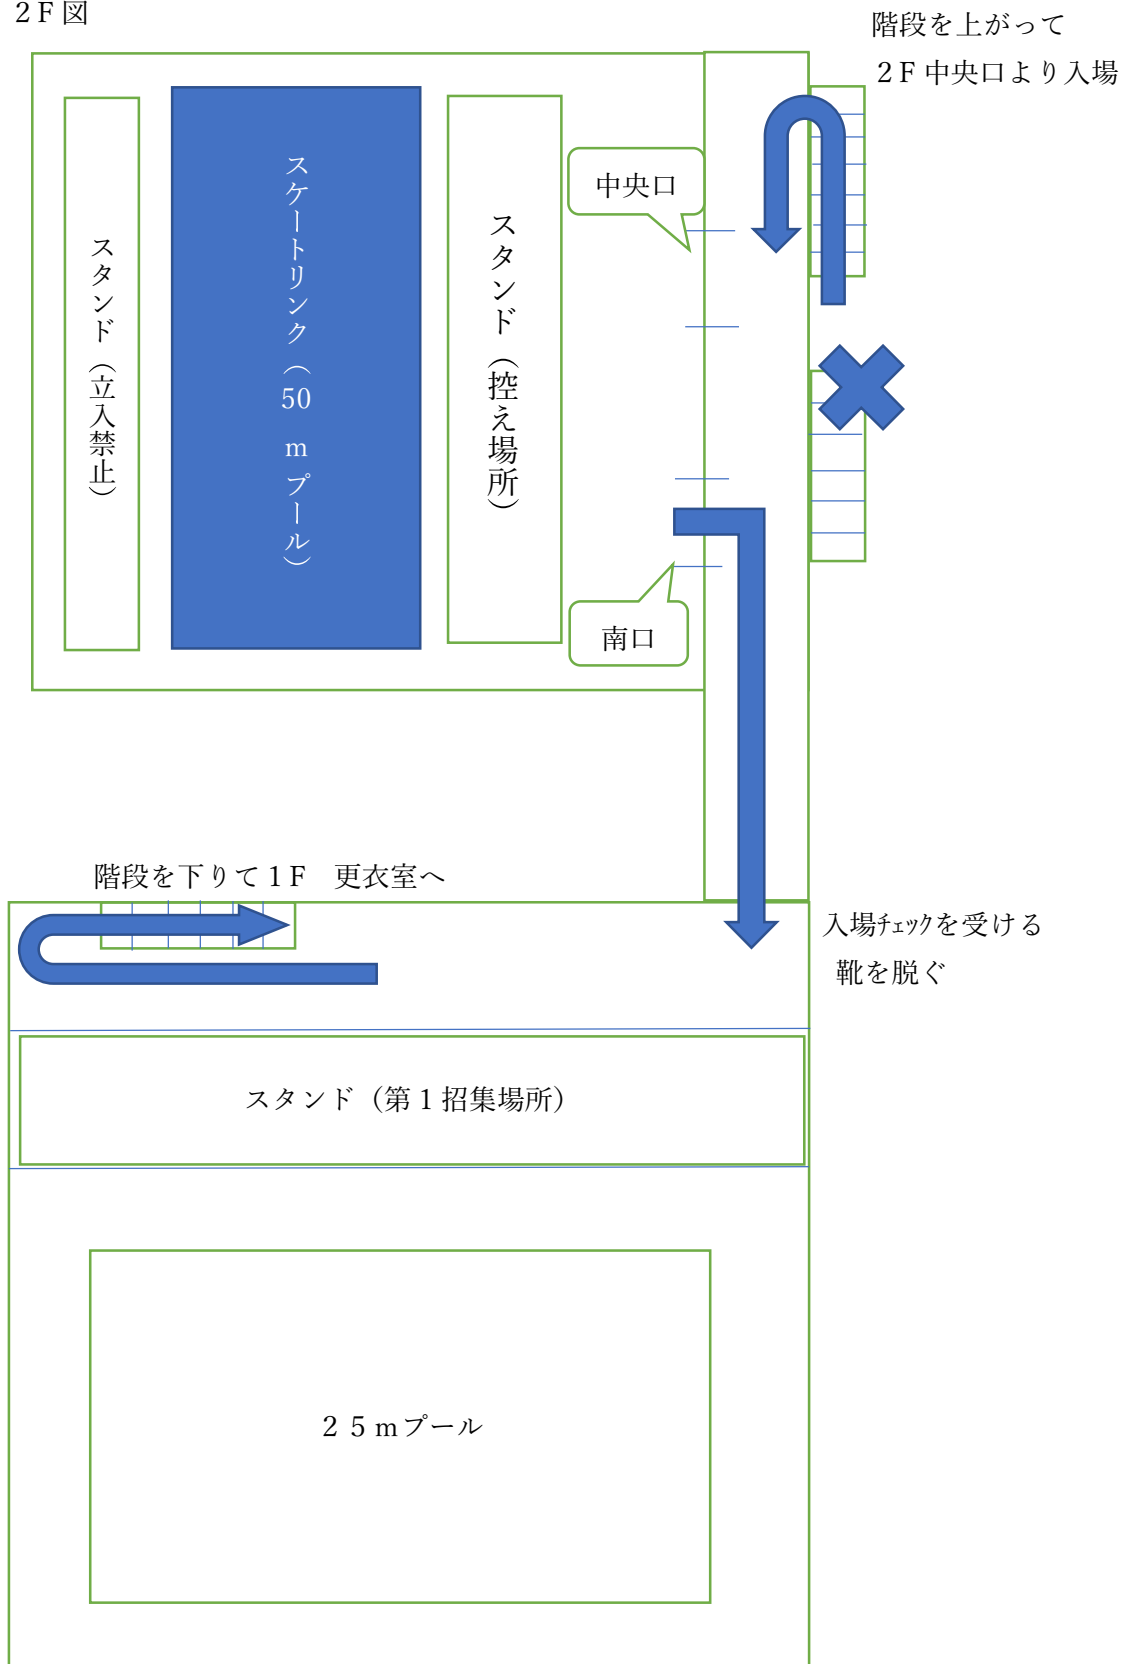 ２Ｆ図
階段を上がって
２Ｆ中央口より入場
スタンド（立入禁止）
スケートリンク（50 ｍプール）
スタンド（控え場所）
中央口
南口
階段を下りて１Ｆ　更衣室へ
入場ﾁｪｯｸを受ける
靴を脱ぐ
スタンド（第１招集場所）
２５ｍプール